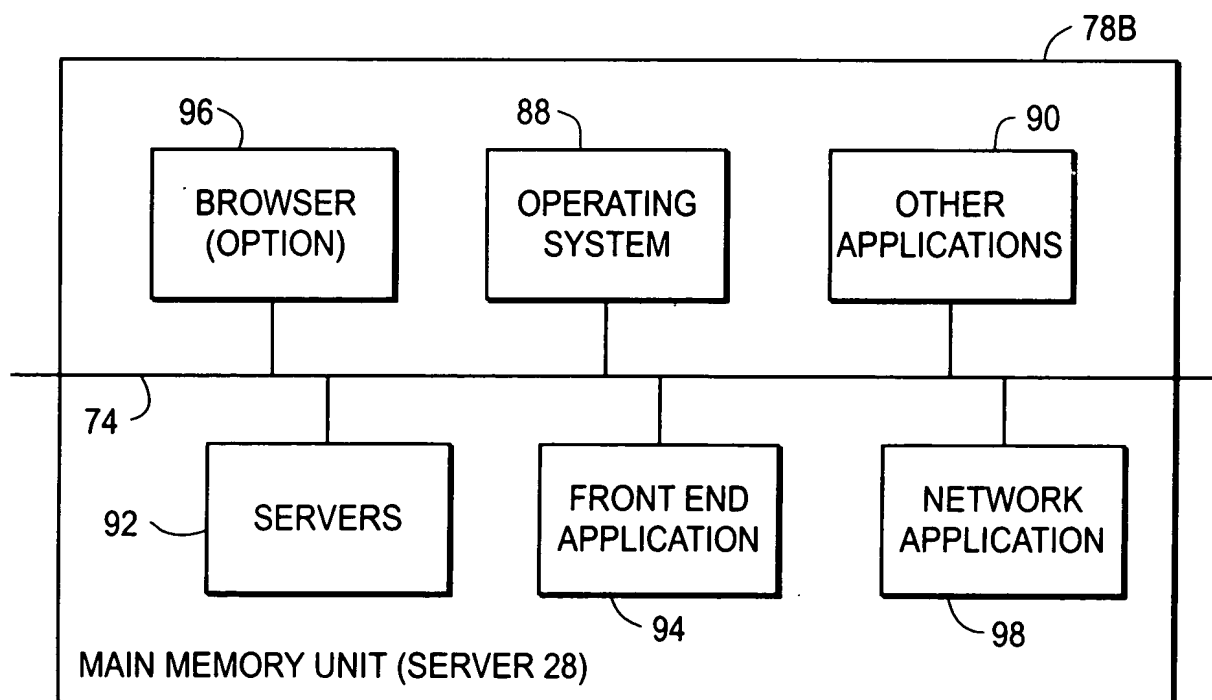 78B
96
88
90
BROWSER
(OPTION)
OPERATING
SYSTEM
OTHER
APPLICATIONS
74
92
SERVERS
FRONT END
APPLICATION
NETWORK
APPLICATION
94
98
MAIN MEMORY UNIT (SERVER 28)